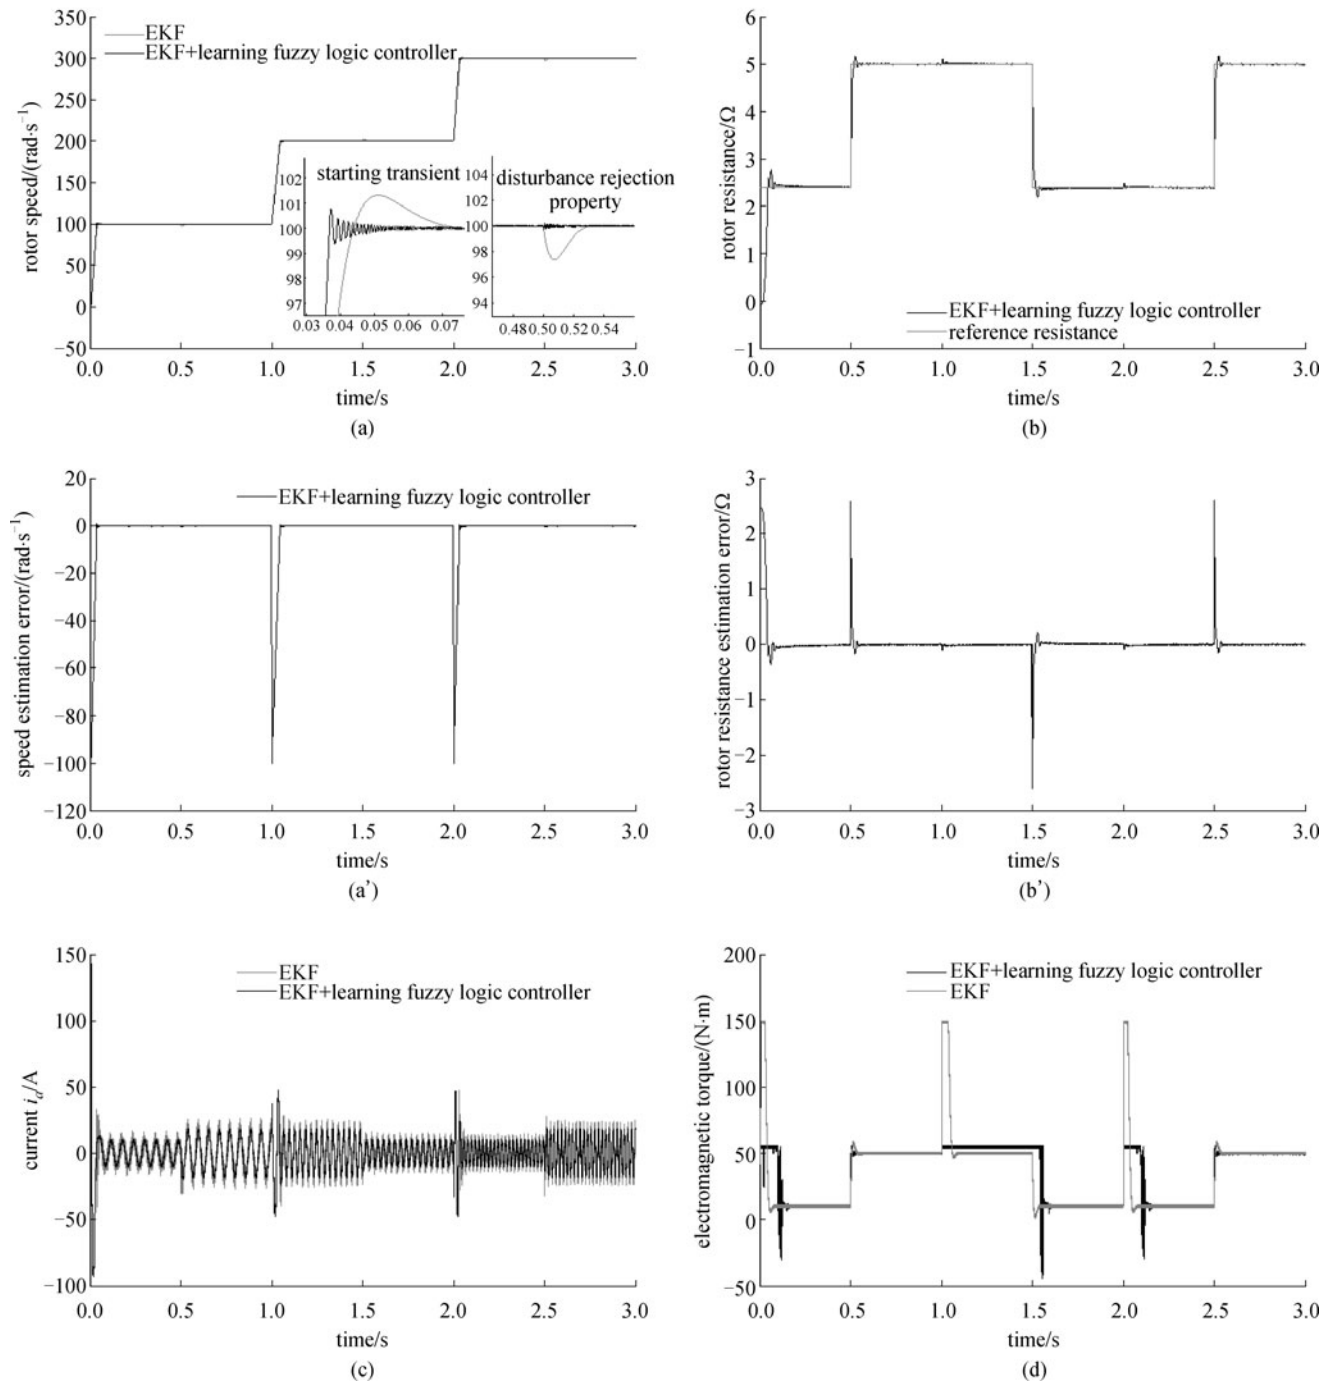 EKF
EKF+learning fuzzy logic controller
rotor speed/(rad·s⁻¹)
350
300
250
200
150
100
50
0
−50
0.0 0.5 1.0 1.5 2.0 2.5 3.0
time/s
(a)
starting transient
102
101
100
99
98
97
96
0.03 0.04 0.05 0.06 0.07
disturbance rejection
property
104
102
100
98
96
94
0.48 0.50 0.52 0.54
rotor resistance/Ω
6
5
4
3
2
1
0
−1
EKF+learning fuzzy logic controller
reference resistance
0.0 0.5 1.0 1.5 2.0 2.5 3.0
time/s
(b)
speed estimation error/(rad·s⁻¹)
20
0
−20
−40
−60
−80
−100
−120
EKF+learning fuzzy logic controller
0.0 0.5 1.0 1.5 2.0 2.5 3.0
time/s
(a’)
rotor resistance estimation error/Ω
3
2
1
0
−1
−2
−3
0.0 0.5 1.0 1.5 2.0 2.5 3.0
time/s
(b’)
current iₐ/A
150
100
50
0
−50
−100
EKF
EKF+learning fuzzy logic controller
0.0 0.5 1.0 1.5 2.0 2.5 3.0
time/s
(c)
electromagnetic torque/(N·m)
200
150
100
50
0
−50
EKF+learning fuzzy logic controller
EKF
0.0 0.5 1.0 1.5 2.0 2.5 3.0
time/s
(d)